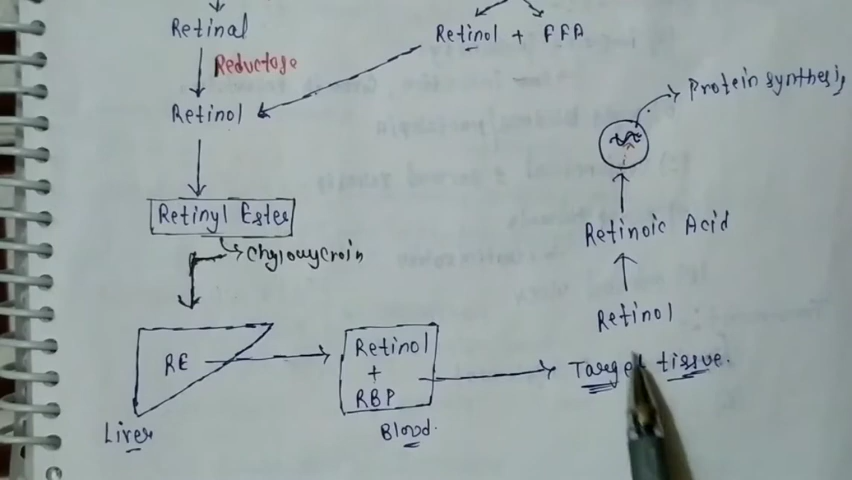 Retinal
Retinol + FFA
Reductase
Protein synthesis
Retinol
Retinyl Ester
Retinoic Acid
Chylomycroin
Retinol
RE
Retinol
+
RBP
Target tissue.
Liver
Blood.